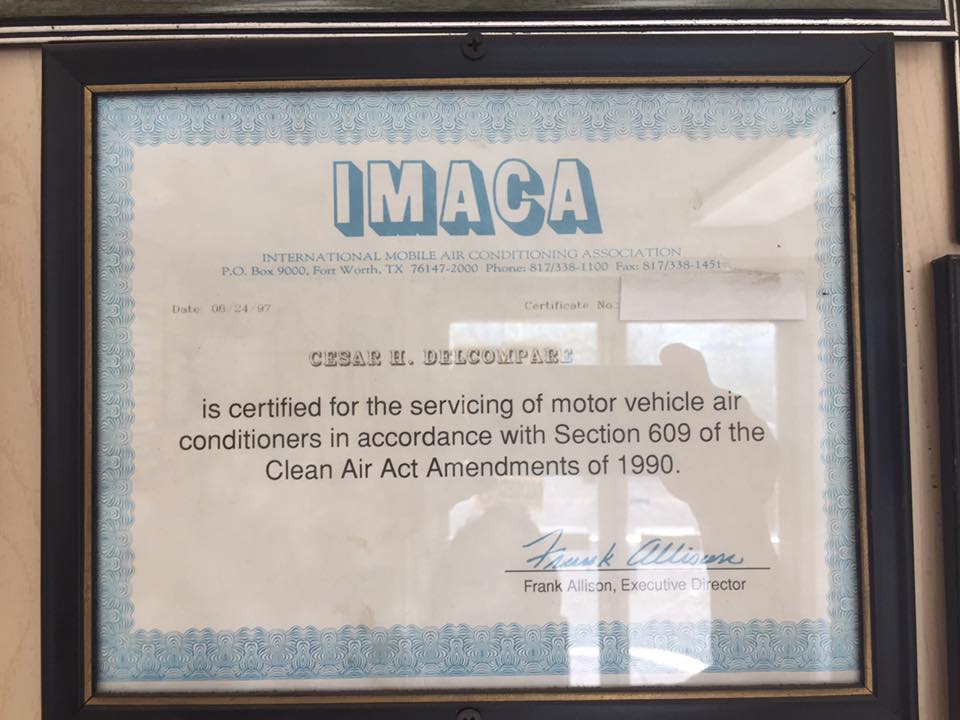 IMACA
INTERNATIONAL MOBILE AIR CONDITIONING ASSOCIATION
P.O. Box 9000, Fort Worth, TX 76147-2000 Phone: 817/338-1100 Fax: 817/338-1451
Date 08/24/97 Certificate No.:
CESAR H. DELCOMPARE
is certified for the servicing of motor vehicle air
conditioners in accordance with Section 609 of the
Clean Air Act Amendments of 1990.
Frank Allison
Frank Allison, Executive Director